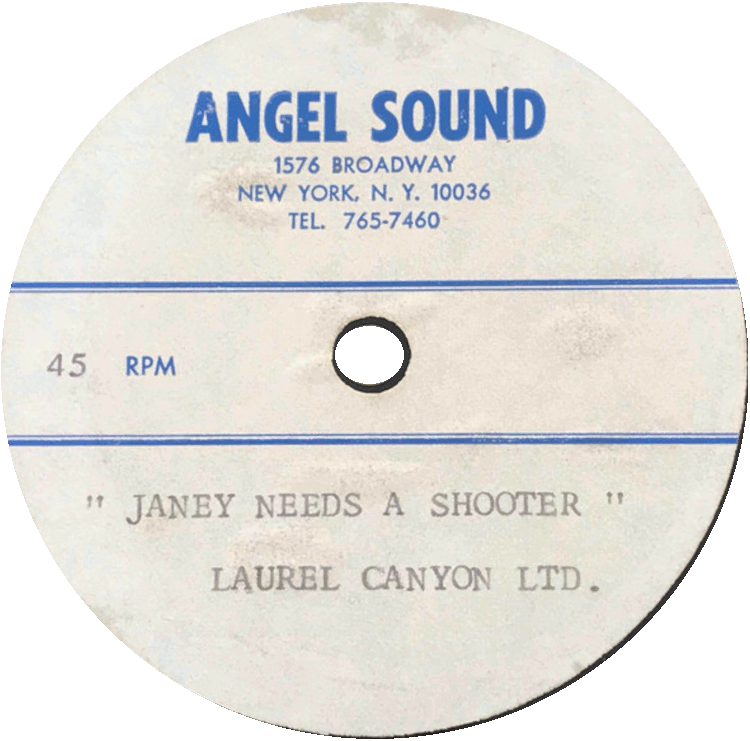 ANGEL SOUND
1576 BROADWAY
NEW YORK, N. Y. 10036
TEL. 765-7460
45 RPM
" JANEY NEEDS A SHOOTER "
LAUREL CANYON LTD.